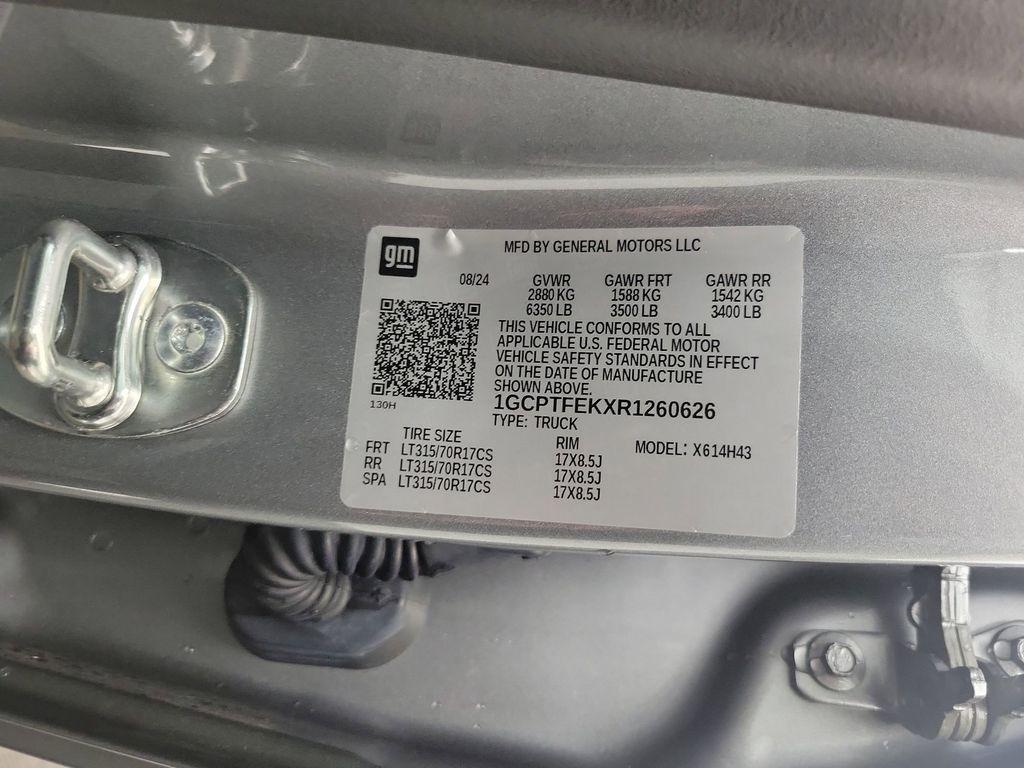 gm
MFD BY GENERAL MOTORS LLC
08/24 GVWR GAWR FRT GAWR RR
2880 KG 1588 KG 1542 KG
6350 LB 3500 LB 3400 LB
THIS VEHICLE CONFORMS TO ALL
APPLICABLE U.S. FEDERAL MOTOR
VEHICLE SAFETY STANDARDS IN EFFECT
ON THE DATE OF MANUFACTURE
SHOWN ABOVE.
130H
1GCPTFEKXR1260626
TYPE: TRUCK
TIRE SIZE RIM MODEL: X614H43
FRT LT315/70R17CS 17X8.5J
RR LT315/70R17CS 17X8.5J
SPA LT315/70R17CS 17X8.5J